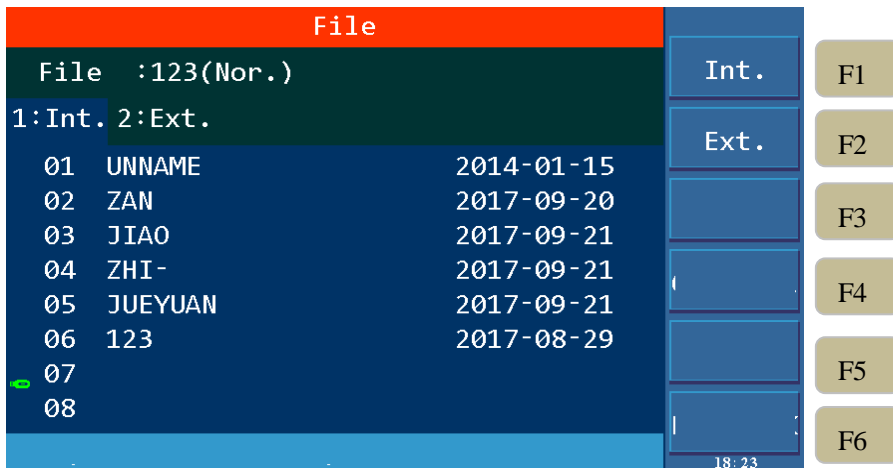 File
File :123(Nor.)
1:Int. 2:Ext.
01 UNNAME 2014-01-15
02 ZAN 2017-09-20
03 JIAO 2017-09-21
04 ZHI- 2017-09-21
05 JUEYUAN 2017-09-21
06 123 2017-08-29
07
08
Int.
Ext.
18:23
F1
F2
F3
F4
F5
F6